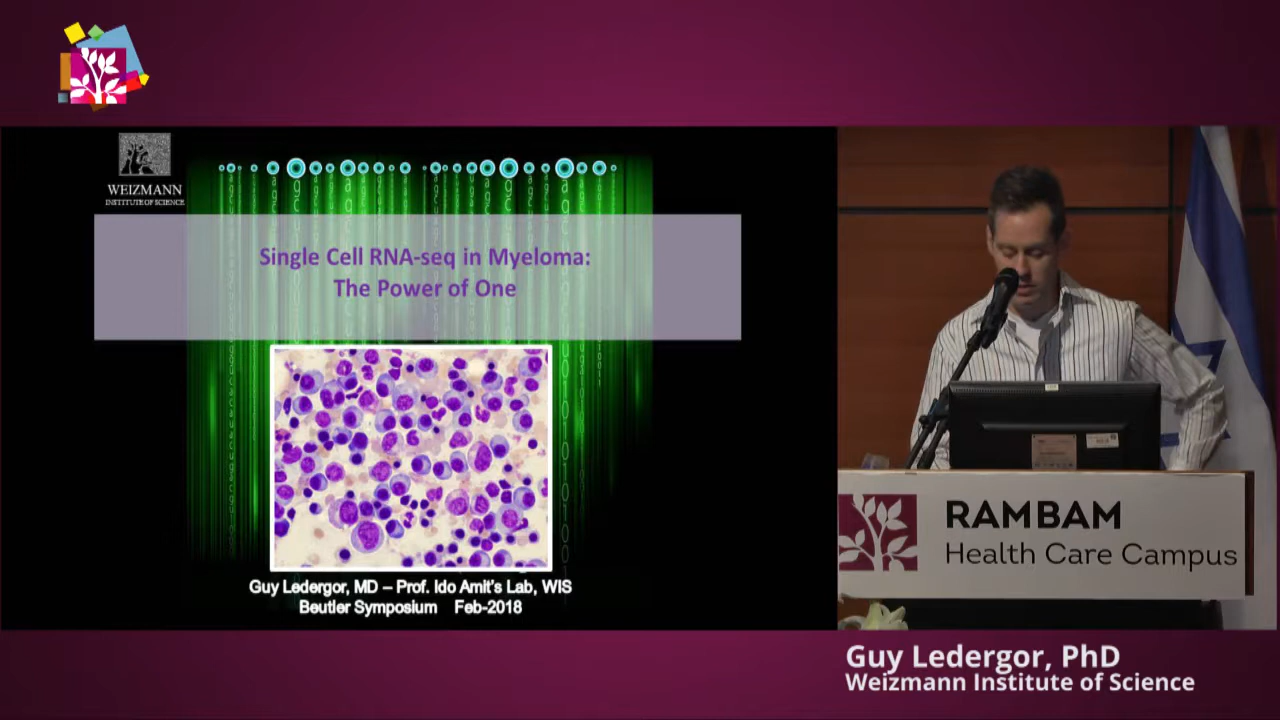 WEIZMANN
INSTITUTE OF SCIENCE
Single Cell RNA-seq in Myeloma:
The Power of One
Guy Ledergor, MD – Prof. Ido Amit's Lab, WIS
Beutler Symposium Feb-2018
RAMBAM
Health Care Campus
Guy Ledergor, PhD
Weizmann Institute of Science